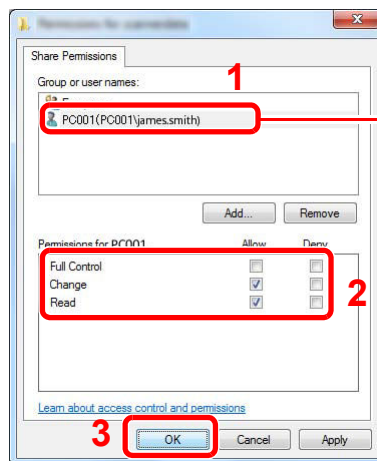 Share Permissions
Group or user names:
1
PC001(PC001\james.smith)
Add... Remove
Permissions for PC001 Allow Deny
Full Control
Change
Read
2
Learn about access control and permissions
3
OK Cancel Apply